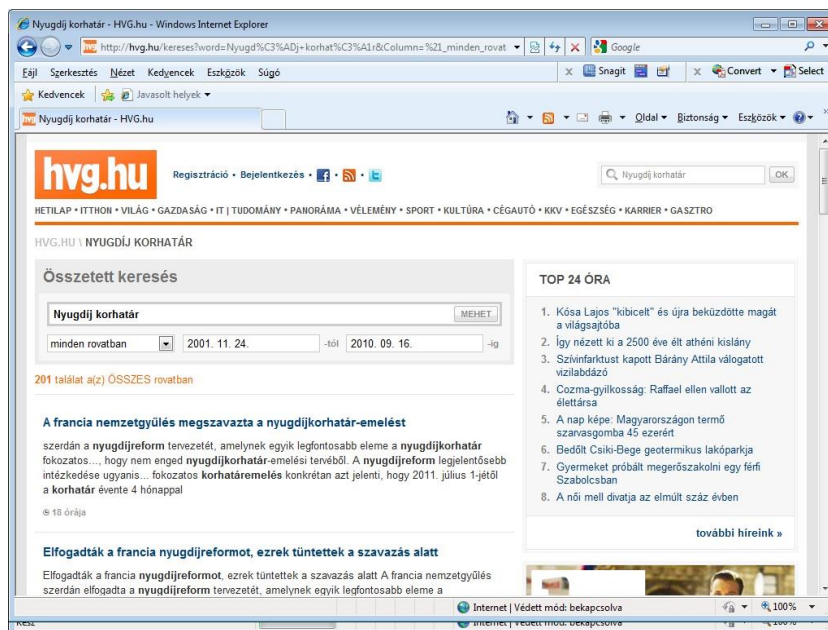 Nyugdíj korhatár - HVG.hu - Windows Internet Explorer
http://hvg.hu/kereses?word=Nyugd%C3%ADj+korhat%C3%A1r&Column=%21_minden_rovat
Google
Fájl Szerkesztés Nézet Kedvencek Eszközök Súgó
x Snagit x Convert Select
Kedvencek Javasolt helyek
Nyugdíj korhatár - HVG.hu
Oldal Biztonság Eszközök
hvg.hu
Regisztráció • Bejelentkezés •
Nyugdíj korhatár OK
HETILAP • ITTHON • VILÁG • GAZDASÁG • IT | TUDOMÁNY • PANORÁMA • VÉLEMÉNY • SPORT • KULTÚRA • CÉGAUTÓ • KKV • EGÉSZSÉG • KARRIER • GASZTRO
HVG.HU \ NYUGDÍJ KORHATÁR
Összetett keresés
Nyugdíj korhatár MEHET
minden rovatban 2001. 11. 24. -tól 2010. 09. 16. -ig
201 találat a(z) ÖSSZES rovatban
A francia nemzetgyűlés megszavazta a nyugdíjkorhatár-emelést
szerdán a nyugdíjreform tervezetét, amelynek egyik legfontosabb eleme a nyugdíjkorhatár
fokozatos..., hogy nem enged nyugdíjkorhatár-emelési tervéből. A nyugdíjreform legjelentősebb
intézkedése ugyanis... fokozatos korhatáremelés konkrétan azt jelenti, hogy 2011. július 1-jétől
a korhatár évente 4 hónappal
18 órája
Elfogadták a francia nyugdíjreformot, ezrek tüntettek a szavazás alatt
Elfogadták a francia nyugdíjreformot, ezrek tüntettek a szavazás alatt A francia nemzetgyűlés
szerdán elfogadta a nyugdíjreform tervezetét, amelynek egyik legfontosabb eleme a
TOP 24 ÓRA
1. Kósa Lajos "kibicelt" és újra beküzdötte magát
a világsajtóba
2. Így nézett ki a 2500 éve élt athéni kislány
3. Szívinfarktust kapott Bárány Attila válogatott
vizilabdázó
4. Cozma-gyilkosság: Raffael ellen vallott az
élettársa
5. A nap képe: Magyarországon termő
szarvasgomba 45 ezerért
6. Bedőlt Csiki-Bege geotermikus lakóparkja
7. Gyermeket próbált megerőszakolni egy férfi
Szabolcsban
8. A női mell divatja az elmúlt száz évben
további híreink »
Internet | Védett mód: bekapcsolva 100%
Kész Internet | Védett mód: bekapcsolva 100%